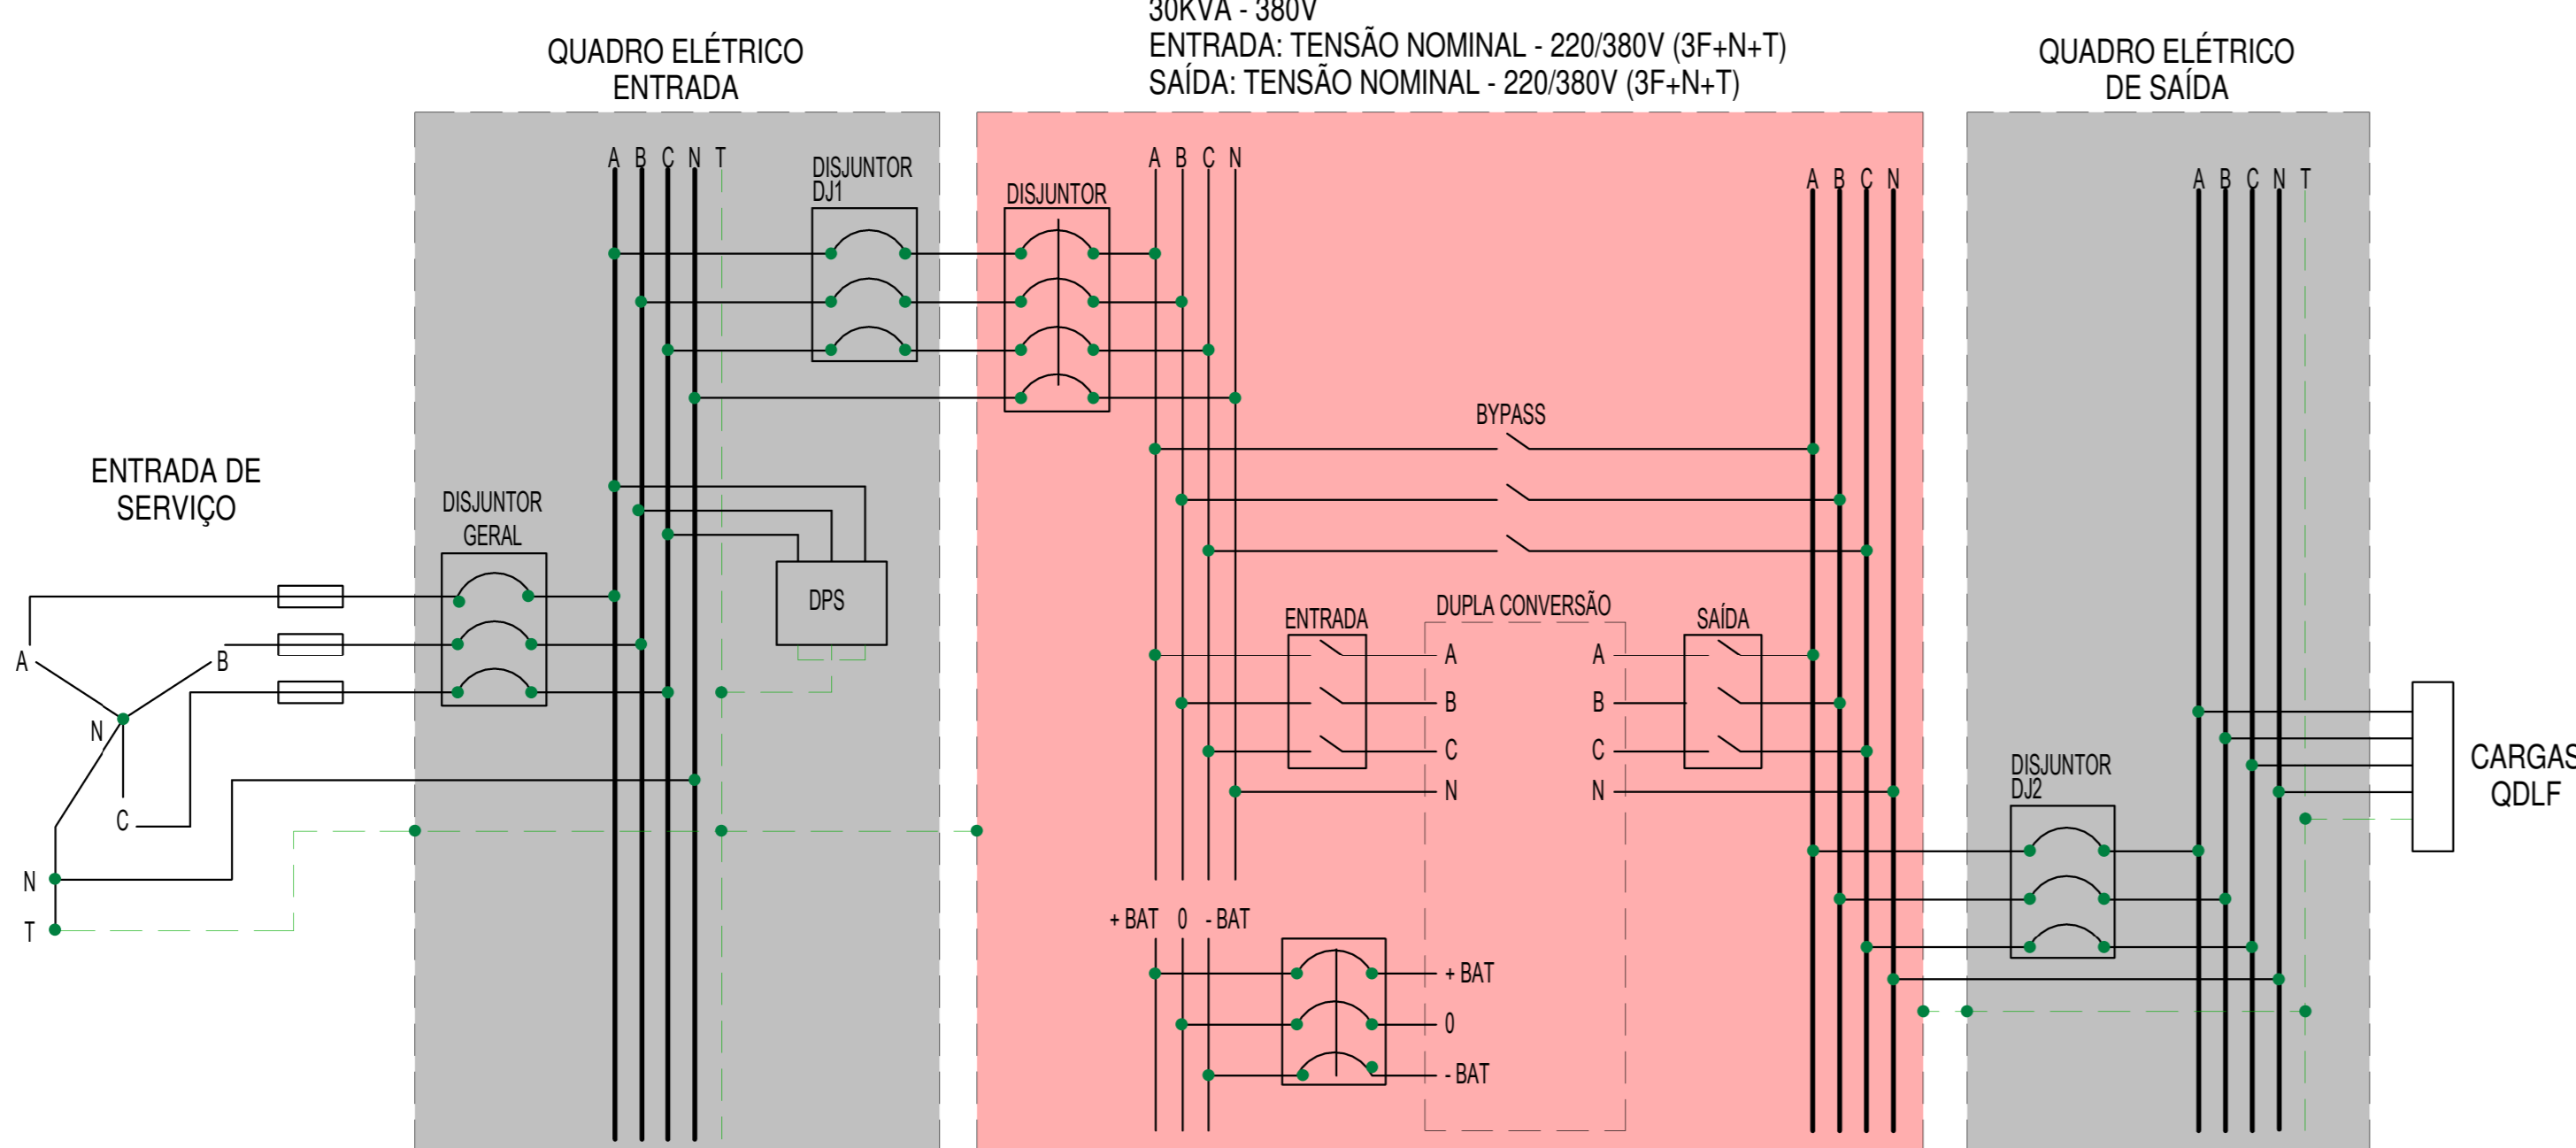 30KVA - 380V
ENTRADA: TENSÃO NOMINAL - 220/380V (3F+N+T)
SAÍDA: TENSÃO NOMINAL - 220/380V (3F+N+T)
QUADRO ELÉTRICO
ENTRADA
QUADRO ELÉTRICO
DE SAÍDA
A B C N T
DISJUNTOR
DJ1
DISJUNTOR
A B C N
A B C N
A B C N T
BYPASS
ENTRADA DE
SERVIÇO
DISJUNTOR
GERAL
DPS
ENTRADA
DUPLA CONVERSÃO
SAÍDA
A
B
N
C
N
T
A
B
C
N
A
B
C
N
DISJUNTOR
DJ2
CARGAS
QDLF
+ BAT 0 - BAT
+ BAT
0
- BAT